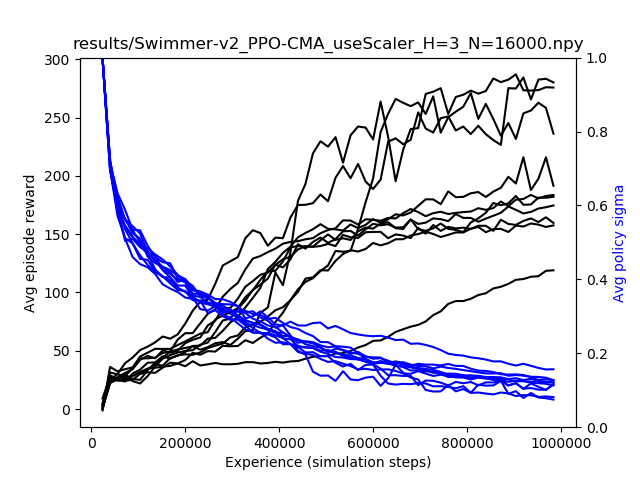 results/Swimmer-v2_PPO-CMA_useScaler_H=3_N=16000.npy
300
250
200
150
100
50
0
Avg episode reward
1.0
0.8
0.6
0.4
0.2
0.0
Avg policy sigma
0 200000 400000 600000 800000 1000000
Experience (simulation steps)